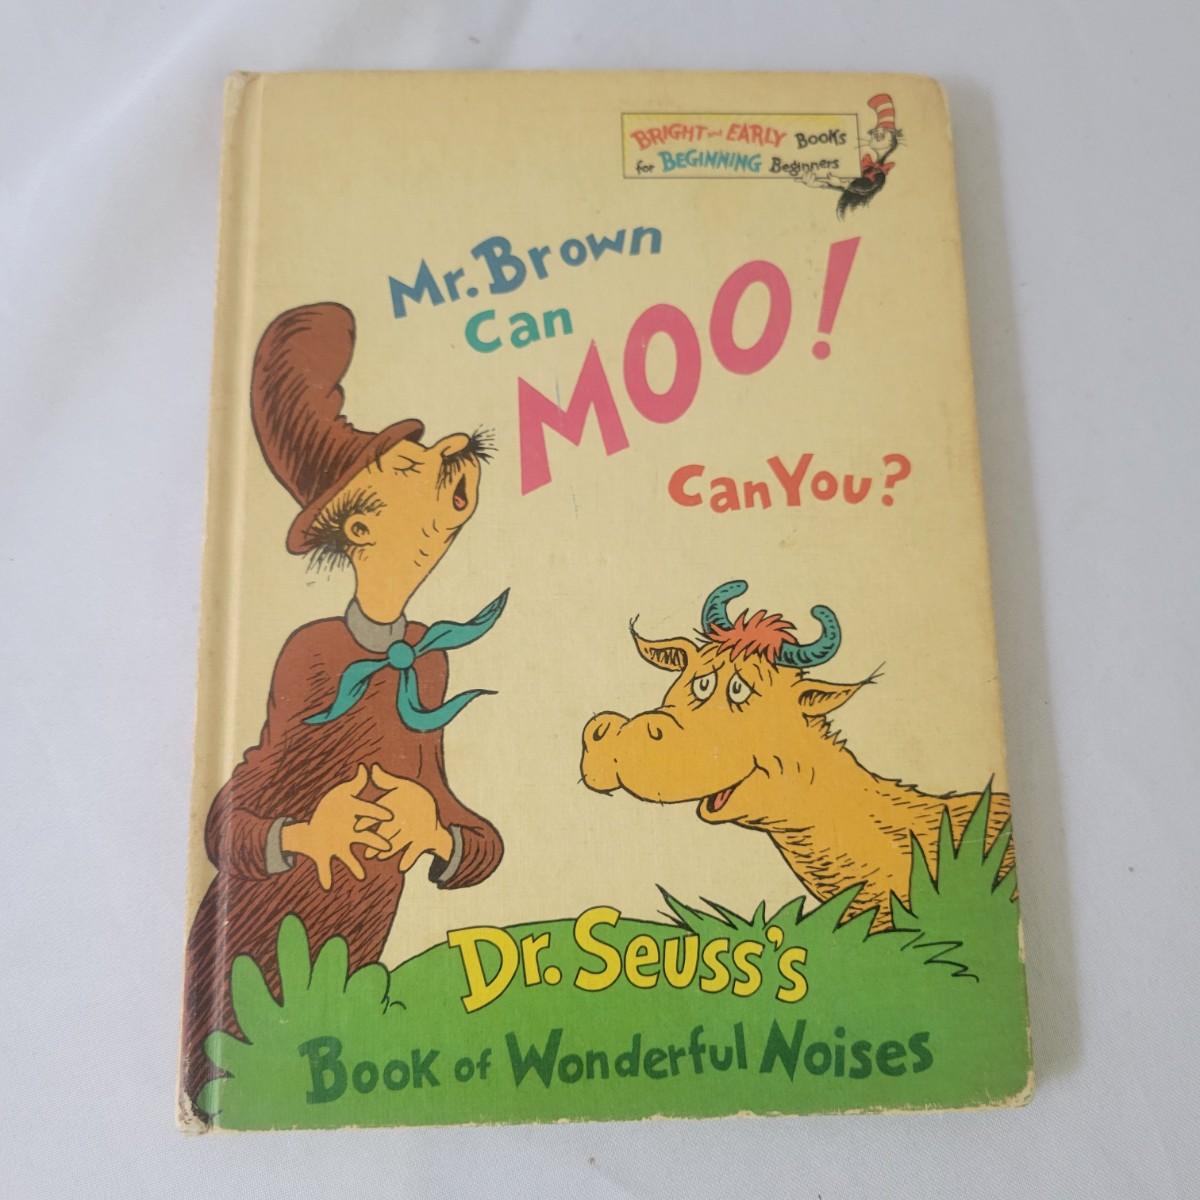 BRIGHT and EARLY Books
for BEGINNING Beginners
Mr. Brown
Can
MOO!
Can You?
Dr. Seuss's
Book of Wonderful Noises